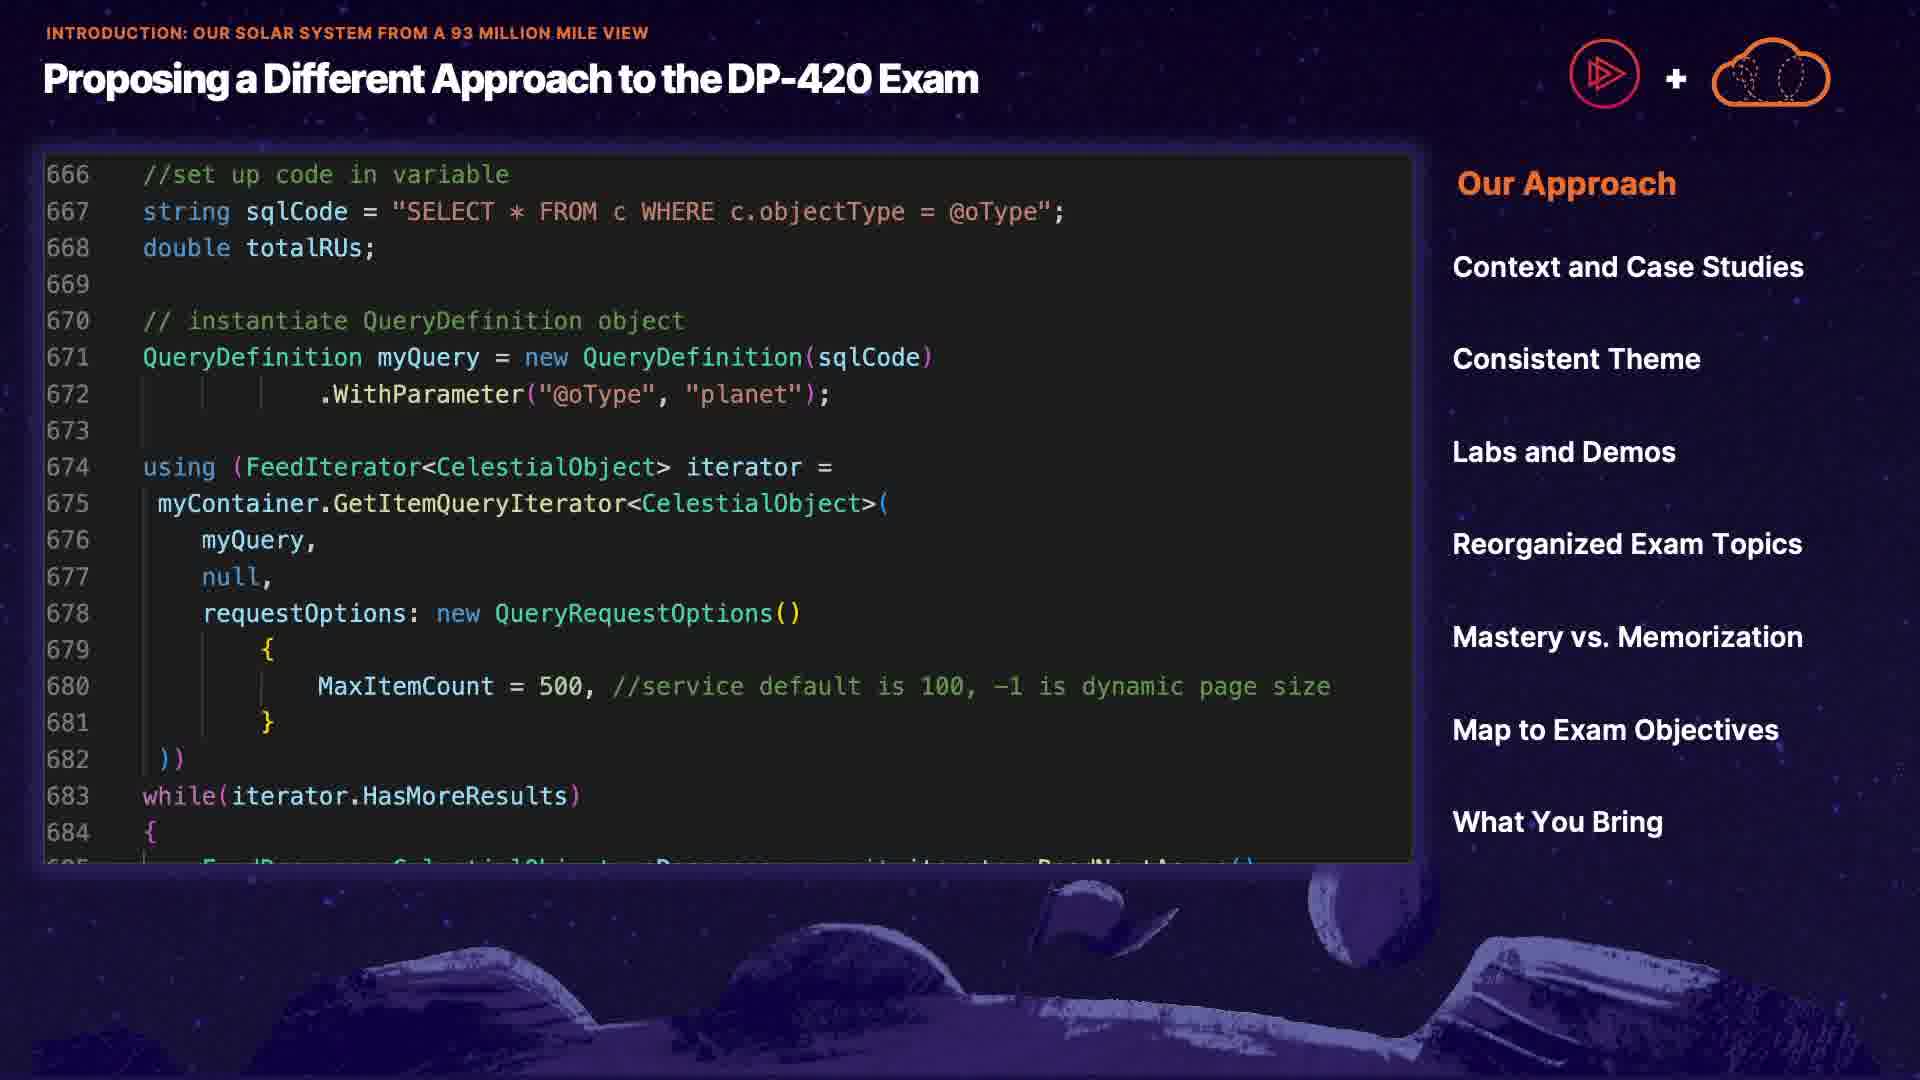 INTRODUCTION: OUR SOLAR SYSTEM FROM A 93 MILLION MILE VIEW
Proposing a Different Approach to the DP-420 Exam
+
666 //set up code in variable
667 string sqlCode = "SELECT * FROM c WHERE c.objectType = @oType";
668 double totalRUs;
669
670 // instantiate QueryDefinition object
671 QueryDefinition myQuery = new QueryDefinition(sqlCode)
672 .WithParameter("@oType", "planet");
673
674 using (FeedIterator<CelestialObject> iterator =
675 myContainer.GetItemQueryIterator<CelestialObject>(
676 myQuery,
677 null,
678 requestOptions: new QueryRequestOptions()
679 {
680 MaxItemCount = 500, //service default is 100, −1 is dynamic page size
681 }
682 ))
683 while(iterator.HasMoreResults)
684 {
Our Approach
Context and Case Studies
Consistent Theme
Labs and Demos
Reorganized Exam Topics
Mastery vs. Memorization
Map to Exam Objectives
What You Bring